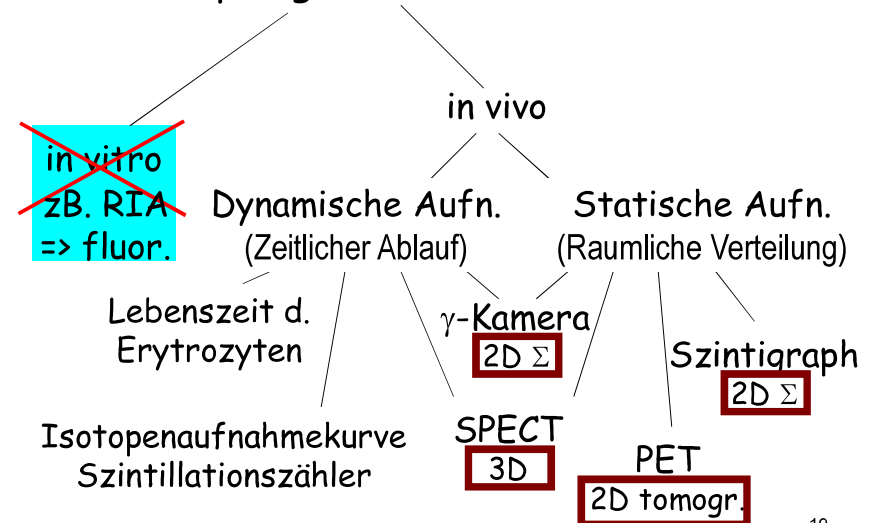 in vivo
in vitro
zB. RIA
=> fluor.
Dynamische Aufn.
(Zeitlicher Ablauf)
Statische Aufn.
(Raumliche Verteilung)
Lebenszeit d.
Erytrozyten
γ-Kamera
2D Σ
Szintigraph
2D Σ
Isotopenaufnahmekurve
Szintillationszähler
SPECT
3D
PET
2D tomogr.